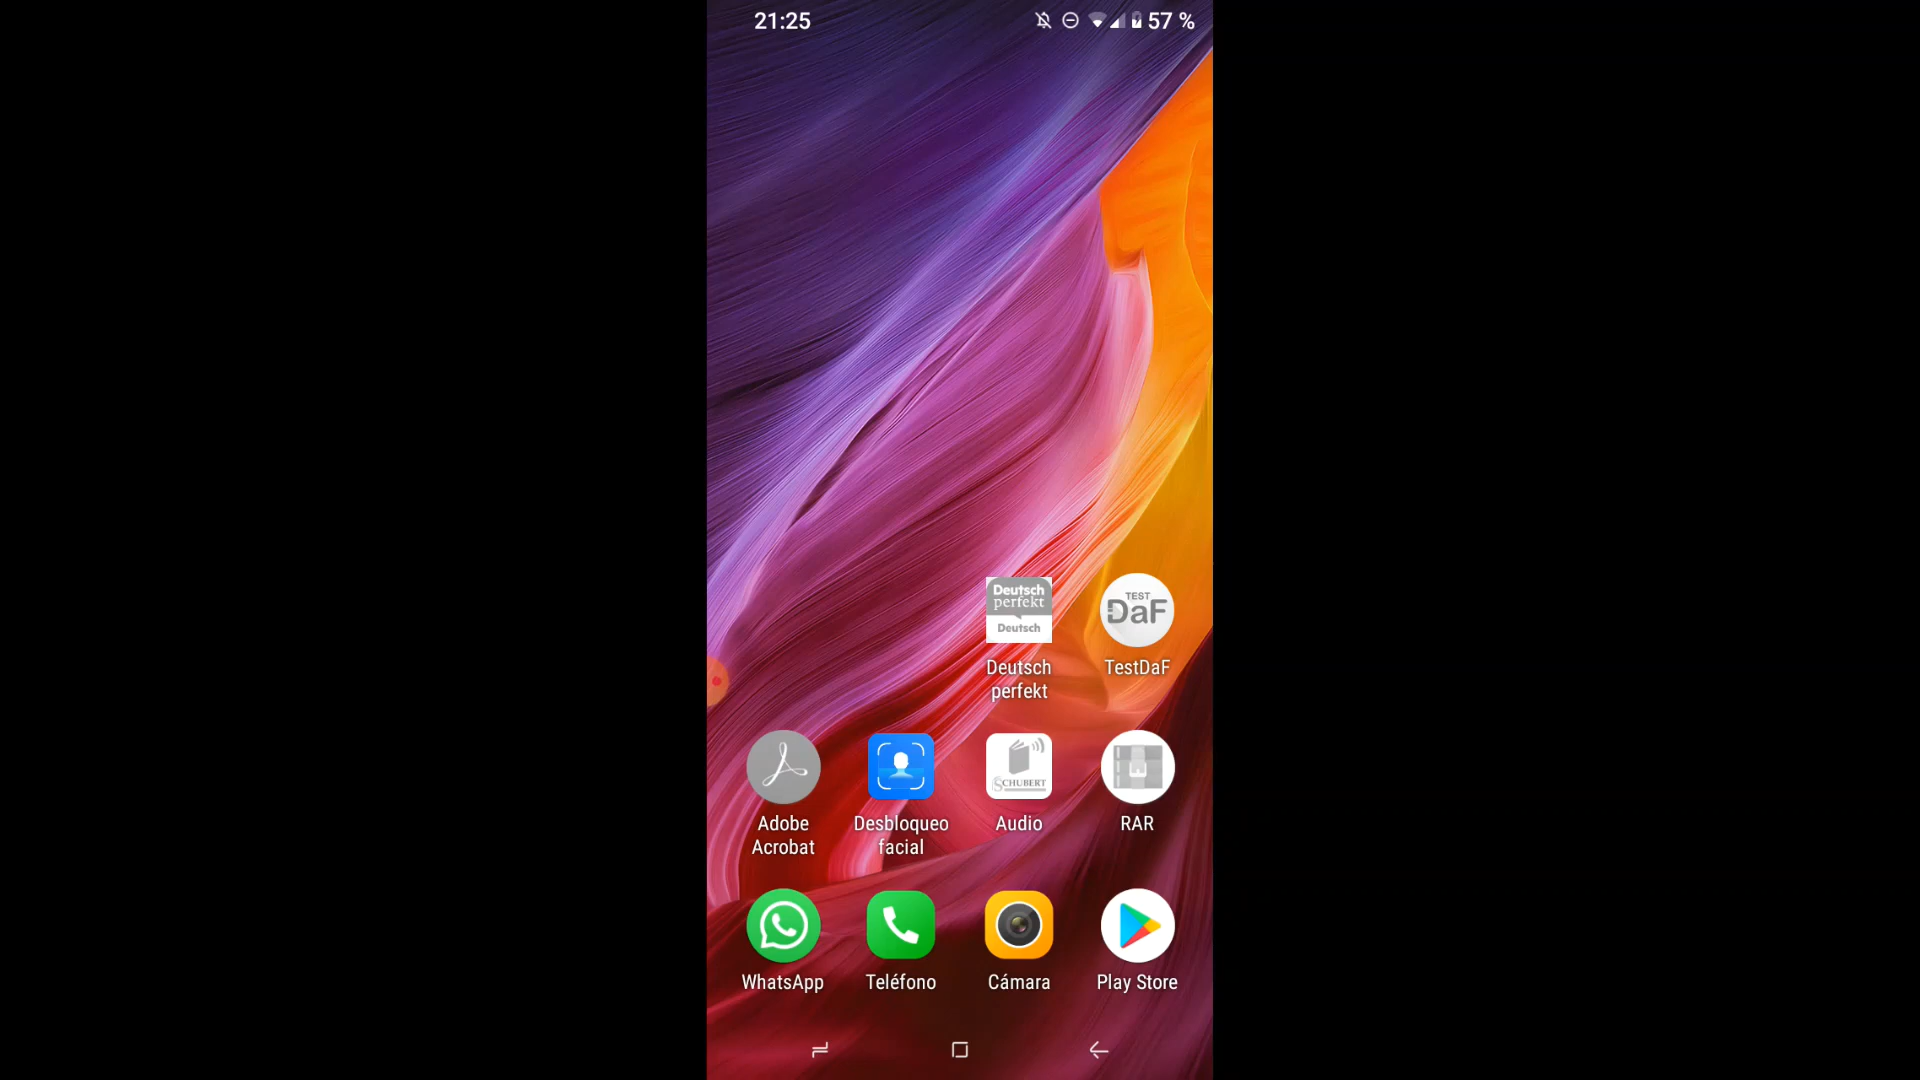 21:25
57 %
Deutsch
perfekt
Deutsch
TEST
DaF
Deutsch
perfekt
TestDaF
SCHUBERT
Adobe
Acrobat
Desbloqueo
facial
Audio
RAR
WhatsApp
Teléfono
Cámara
Play Store